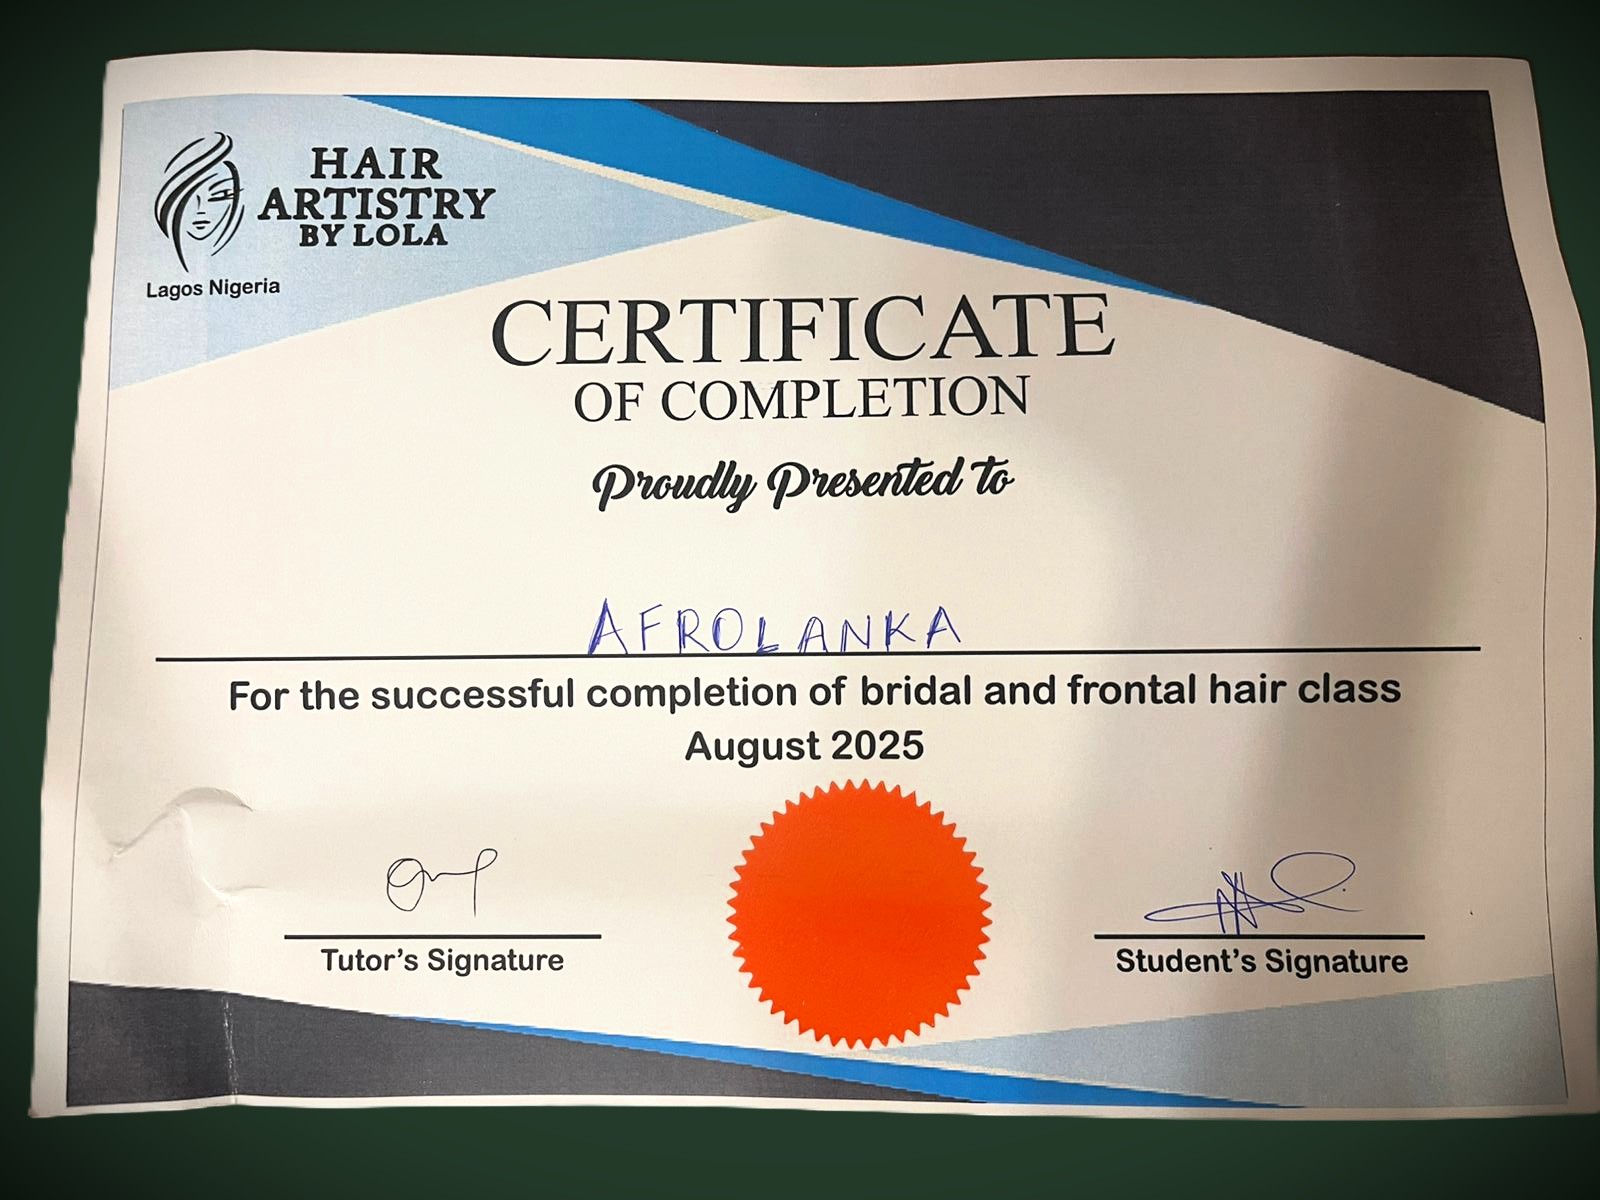 HAIR
ARTISTRY
BY LOLA
Lagos Nigeria
CERTIFICATE
OF COMPLETION
Proudly Presented to
AFROLANKA
For the successful completion of bridal and frontal hair class
August 2025
Tutor's Signature
Student's Signature